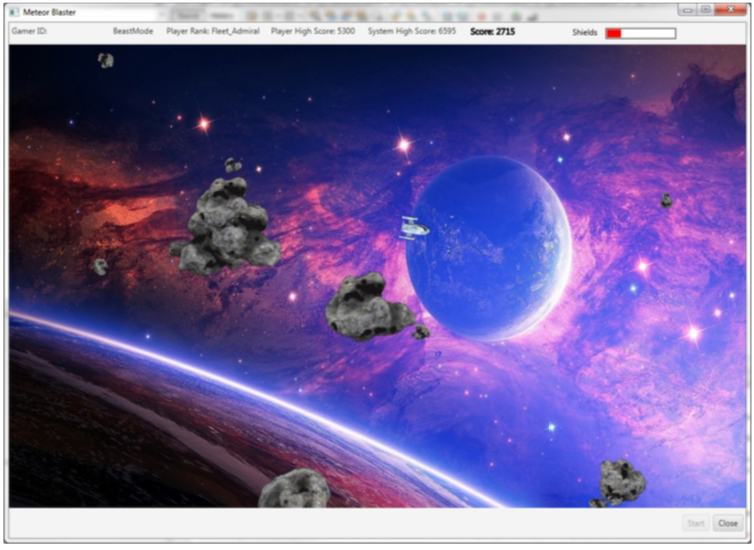 Meteor Blaster
Gamer ID: BeastMode Player Rank: Fleet_Admiral Player High Score: 5300 System High Score: 6595 Score: 2715 Shields
Start Close